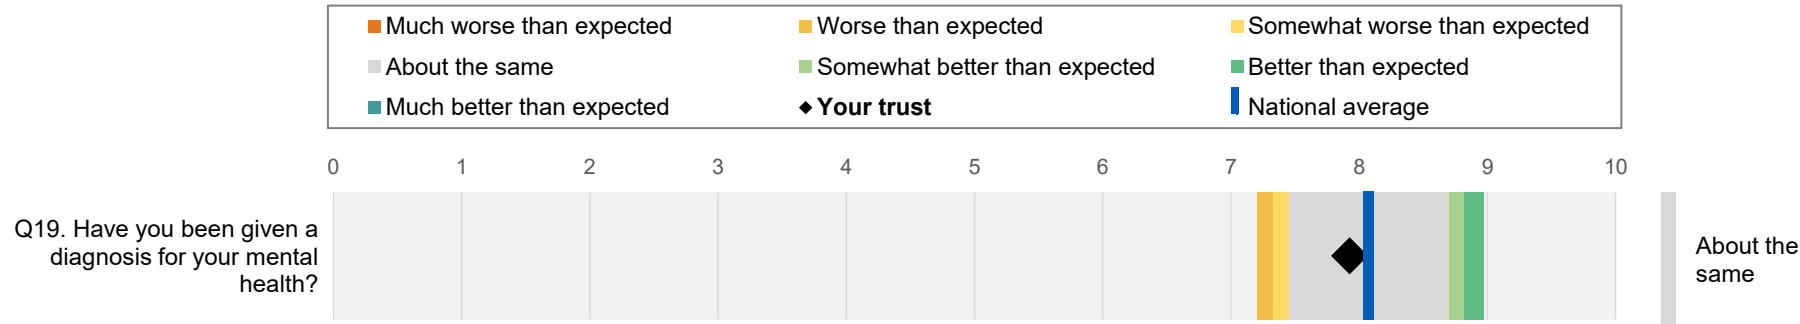 Much worse than expected
Worse than expected
Somewhat worse than expected
About the same
Somewhat better than expected
Better than expected
Much better than expected
Your trust
National average
0 1 2 3 4 5 6 7 8 9 10
Q19. Have you been given a
diagnosis for your mental
health?
About the
same